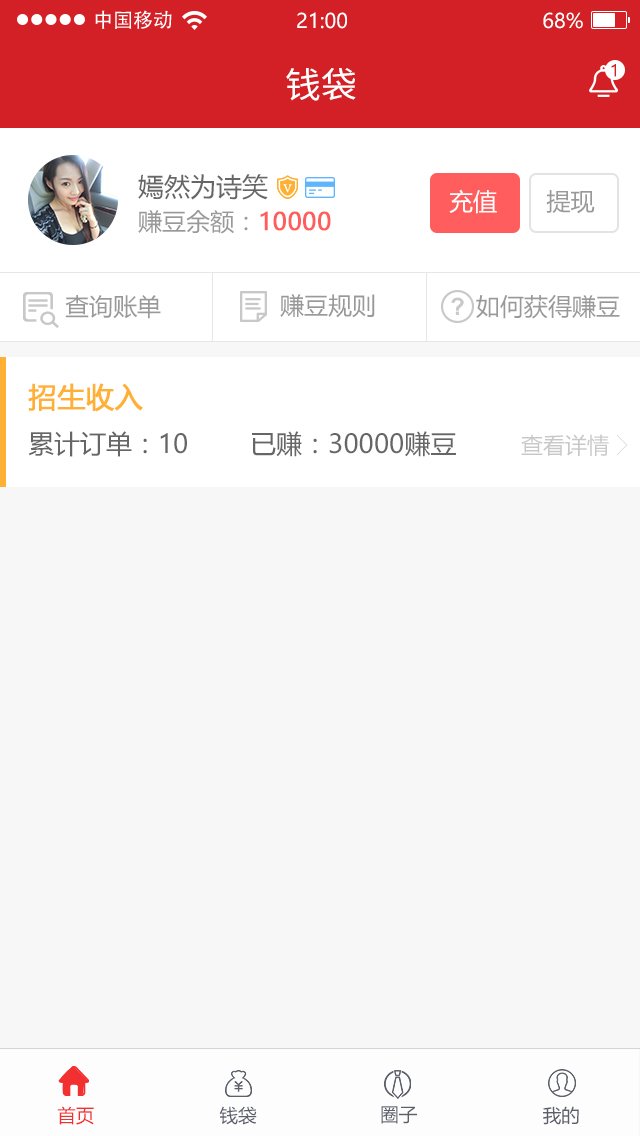 中国移动 21:00 68%
钱袋
1
嫣然为诗笑 V
赚豆余额：10000
充值 提现
查询账单 赚豆规则 ?如何获得赚豆
招生收入
累计订单：10 已赚：30000赚豆 查看详情
首页 钱袋 圈子 我的